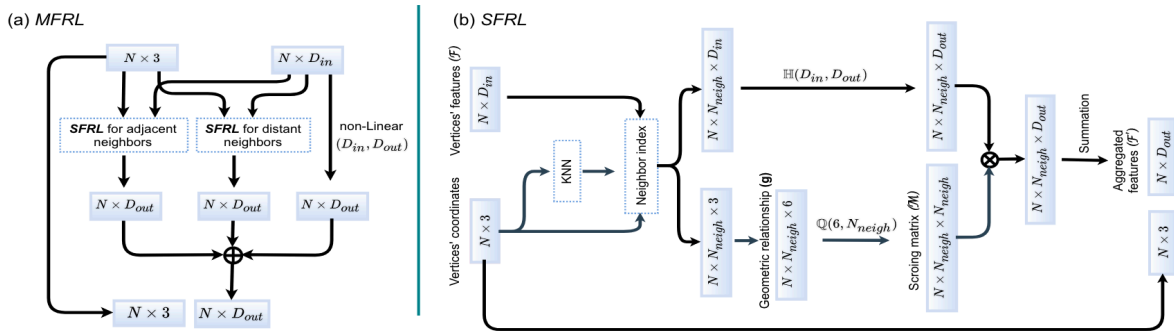 (a) MFRL
N × 3
N × D_in
SFRL for adjacent
neighbors
SFRL for distant
neighbors
non-Linear
(D_in, D_out)
N × D_out
N × D_out
N × D_out
N × 3
N × D_out
(b) SFRL
Vertices' features (ℱ)
N × D_in
Vertices' coordinates
N × 3
KNN
Neighbor index
N × N_neigh × D_in
N × N_neigh × 3
Geometric relationship (g)
N × N_neigh × 6
ℍ(D_in, D_out)
ℚ(6, N_neigh)
N × N_neigh × D_out
Scroing matrix (ℳ)
N × N_neigh × N_neigh
N × N_neigh × D_out
Summation
Aggregated
features (ℱ')
N × D_out
N × 3